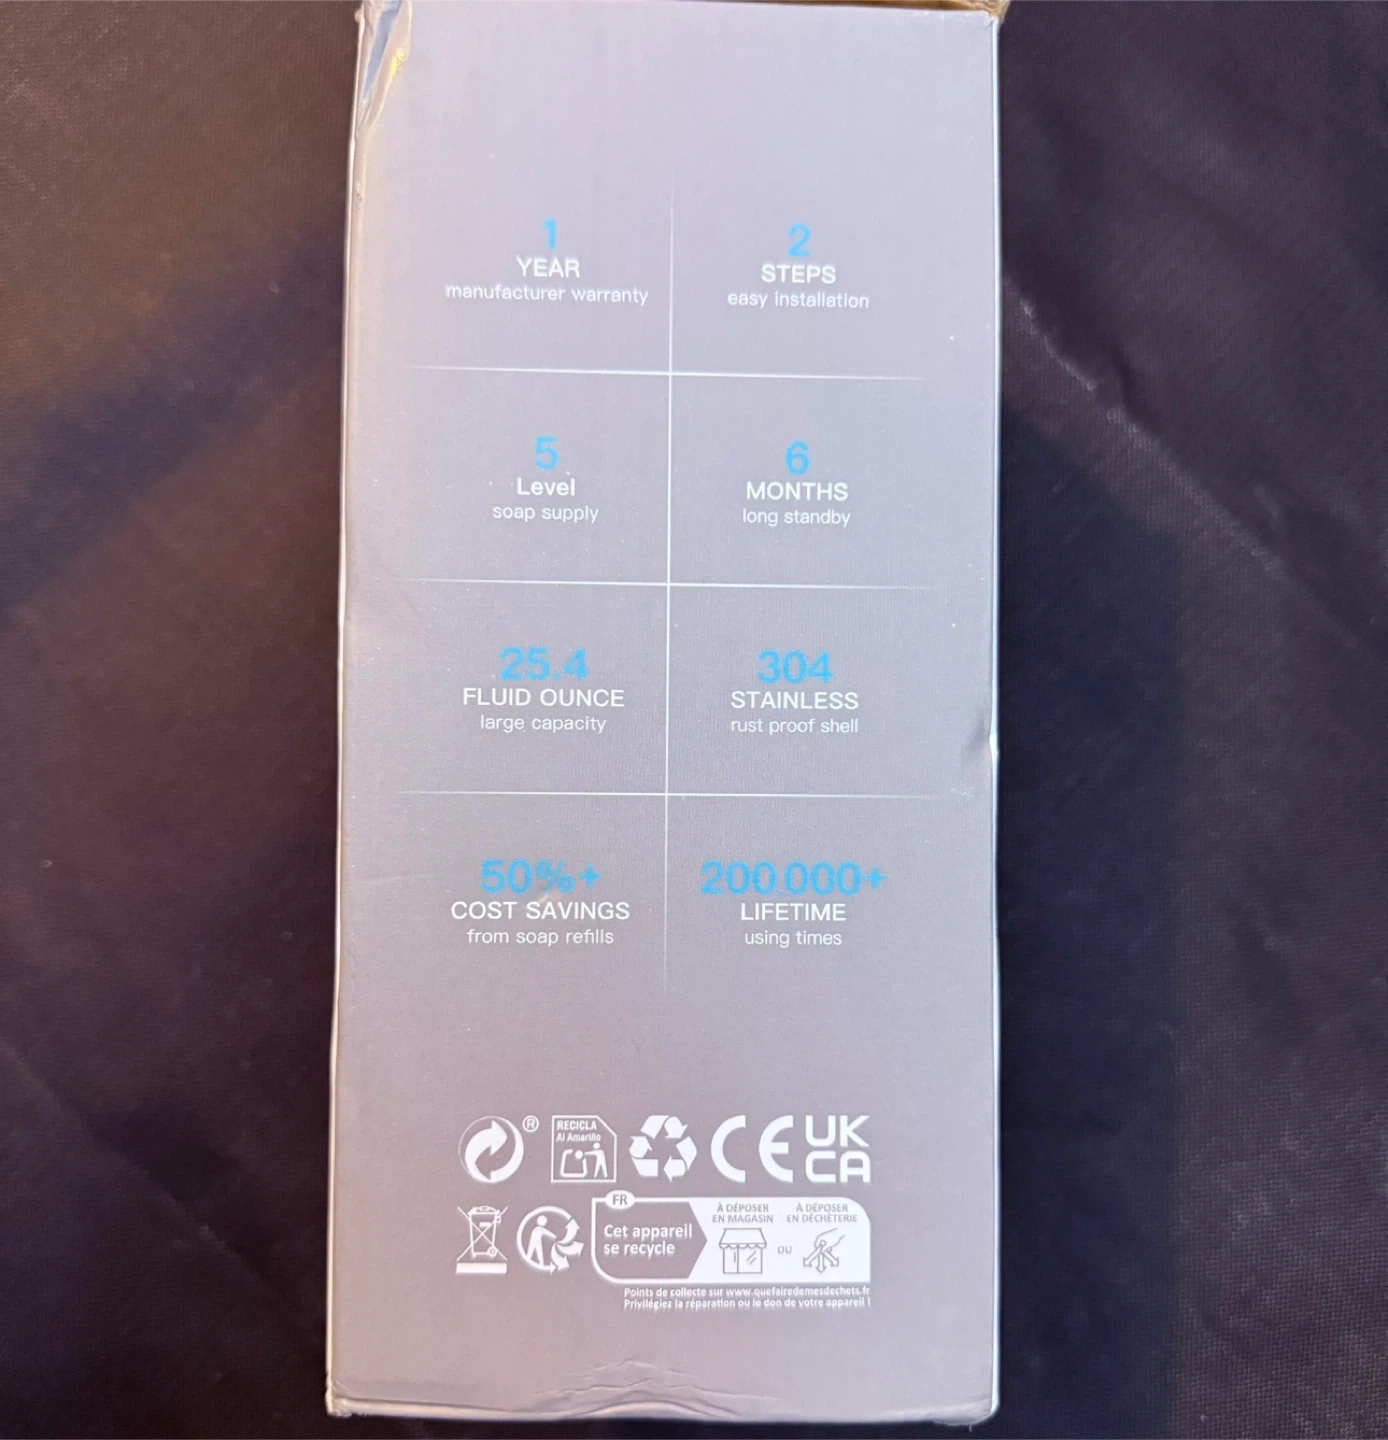 1
YEAR
manufacturer warranty
2
STEPS
easy installation
5
Level
soap supply
6
MONTHS
long standby
25.4
FLUID OUNCE
large capacity
304
STAINLESS
rust proof shell
50%+
COST SAVINGS
from soap refills
200 000+
LIFETIME
using times
®
RECICLA
Al Amarillo
CE
UK
CA
FR
Cet appareil
se recycle
À DÉPOSER
EN MAGASIN
OU
À DÉPOSER
EN DÉCHÈTERIE
Points de collecte sur www.quefairedemesdechets.fr
Privilégiez la réparation ou le don de votre appareil !